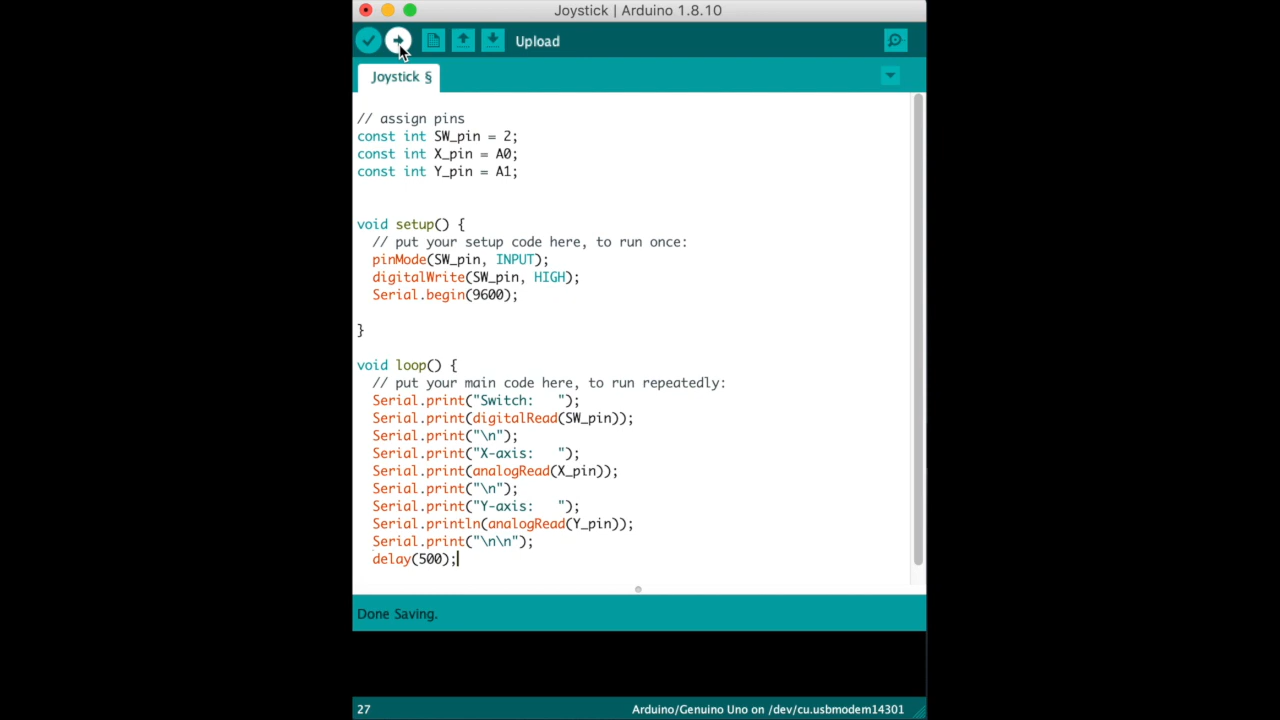 Joystick | Arduino 1.8.10
Upload
Joystick §
// assign pins
const int SW_pin = 2;
const int X_pin = A0;
const int Y_pin = A1;
void setup() {
  // put your setup code here, to run once:
  pinMode(SW_pin, INPUT);
  digitalWrite(SW_pin, HIGH);
  Serial.begin(9600);
}
void loop() {
  // put your main code here, to run repeatedly:
  Serial.print("Switch:   ");
  Serial.print(digitalRead(SW_pin));
  Serial.print("\n");
  Serial.print("X-axis:   ");
  Serial.print(analogRead(X_pin));
  Serial.print("\n");
  Serial.print("Y-axis:   ");
  Serial.println(analogRead(Y_pin));
  Serial.print("\n\n");
  delay(500);
Done Saving.
27 Arduino/Genuino Uno on /dev/cu.usbmodem14301